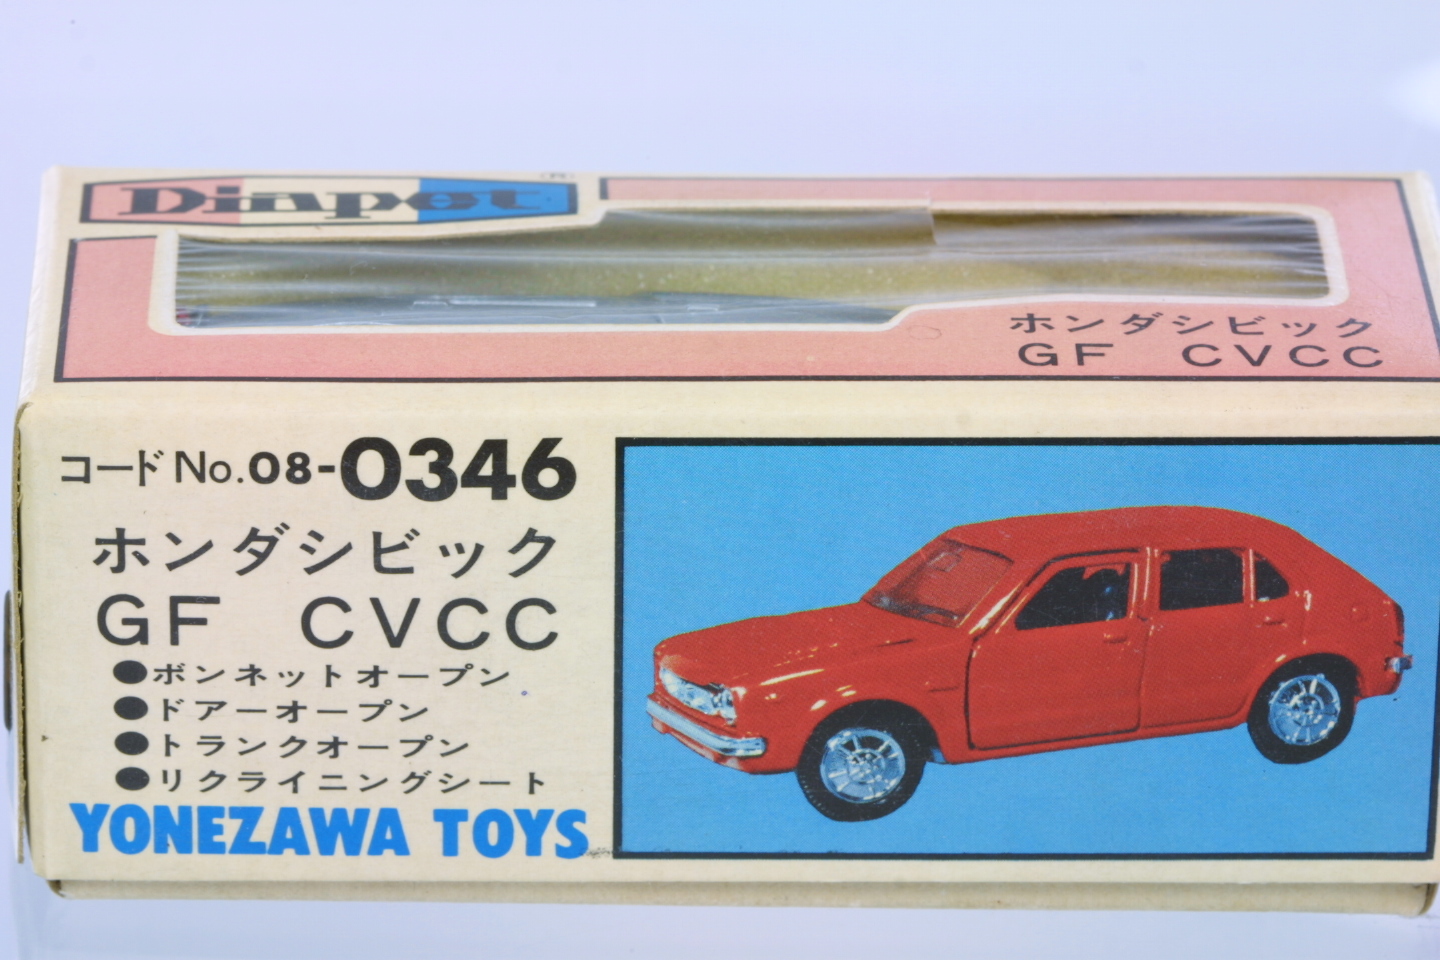 Diapet
ホンダシビック
GF CVCC
コードNo.08-0346
ホンダシビック
GF CVCC
●ボンネットオープン
●ドアーオープン
●トランクオープン
●リクライニングシート
YONEZAWA TOYS